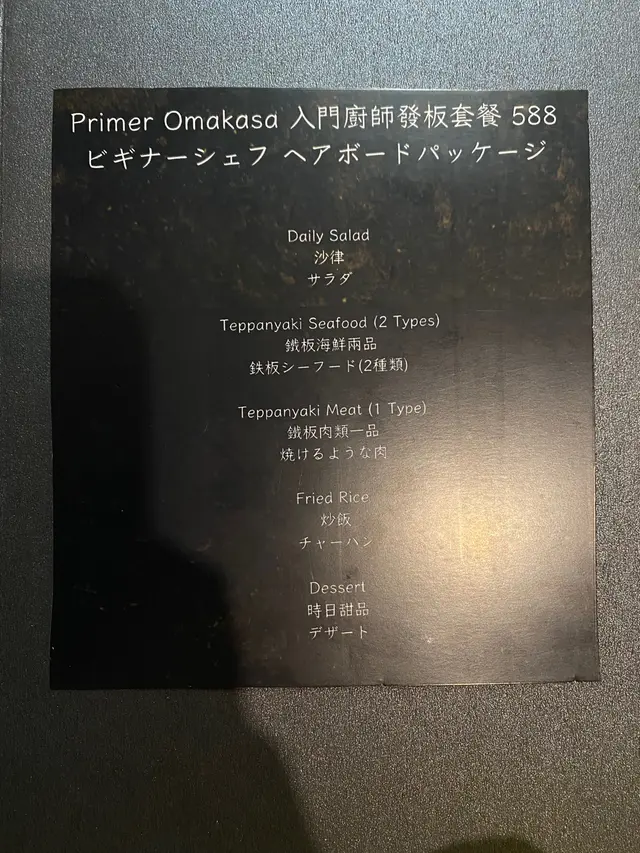 Primer Omakasa 入門廚師發板套餐 588
ビギナーシェフ ヘアボードパッケージ
Daily Salad
沙律
サラダ
Teppanyaki Seafood (2 Types)
鐵板海鮮兩品
鉄板シーフード(2種類)
Teppanyaki Meat (1 Type)
鐵板肉類一品
焼けるような肉
Fried Rice
炒飯
チャーハン
Dessert
時日甜品
デザート